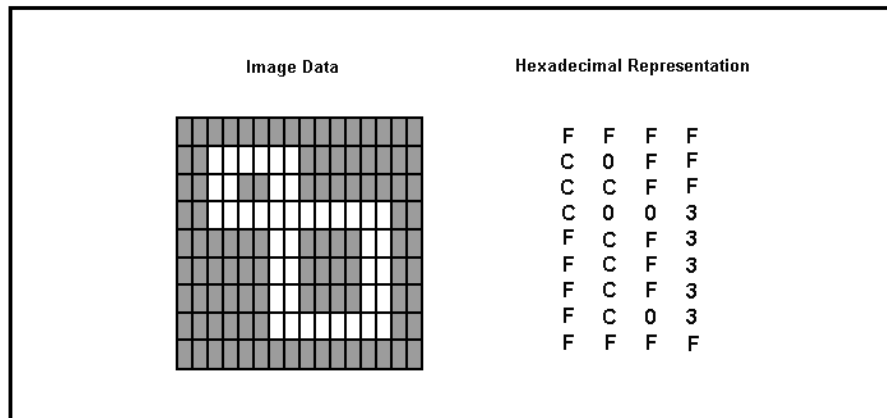 Image Data Hexadecimal Representation
F F F F
C 0 F F
C C F F
C 0 0 3
F C F 3
F C F 3
F C F 3
F C 0 3
F F F F